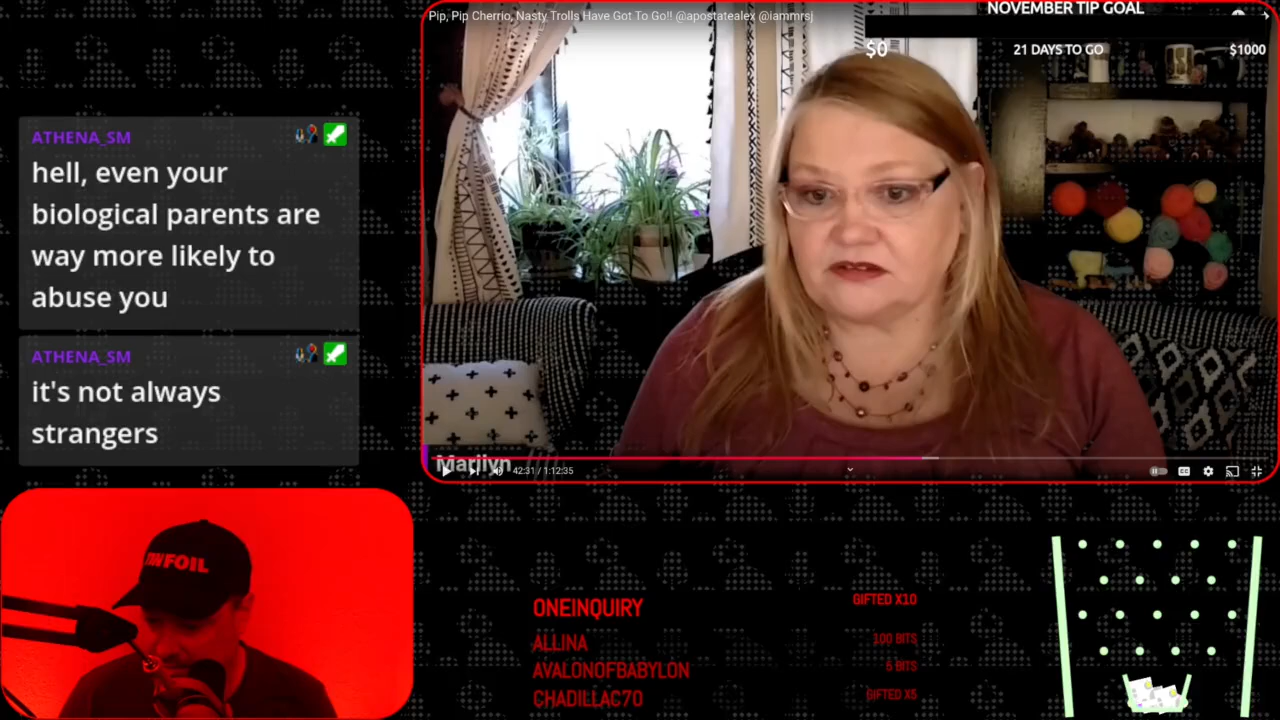 Pip, Pip Cherrio, Nasty Trolls Have Got To Go!! @apostatealex @iammrsj
NOVEMBER TIP GOAL
$0
21 DAYS TO GO
$1000
ATHENA_SM
hell, even your
biological parents are
way more likely to
abuse you
ATHENA_SM
it's not always
strangers
Marilyn
42:31 / 1:12:35
CC
TINFOIL
ONEINQUIRY
GIFTED X10
ALLINA
100 BITS
AVALONOFBABYLON
6 BITS
CHADILLAC70
GIFTED X5